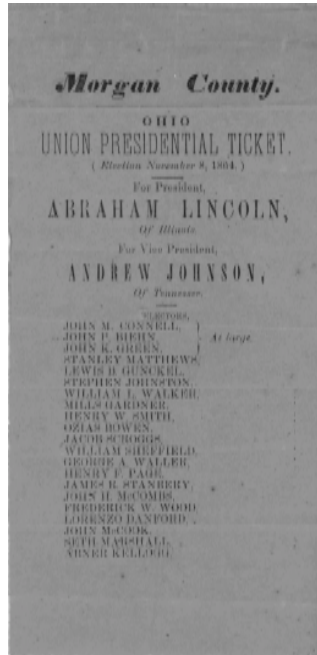 Morgan County.
OHIO
UNION PRESIDENTIAL TICKET.
( Election November 8, 1864. )
For President,
ABRAHAM LINCOLN,
Of Illinois
For Vice President,
ANDREW JOHNSON,
Of Tennessee.
ELECTORS,
JOHN M. CONNELL,
JOHN P. BIEHN, At large.
JOHN K. GREEN,
STANLEY MATTHEWS,
LEWIS B. GUNCKEL,
STEPHEN JOHNSTON,
WILLIAM L. WALKER,
MILLS GARDNER,
HENRY W. SMITH,
OZIAS BOWEN,
JACOB SCROGGS,
WILLIAM SHEFFIELD,
GEORGE A. WALLER,
HENRY F. PAGE,
JAMES R. STANBERY,
JOHN H. McCOMBS,
FREDERICK W. WOOD,
LORENZO DANFORD,
JOHN McCOOK,
SETH MARSHALL,
ABNER KELLOGG,